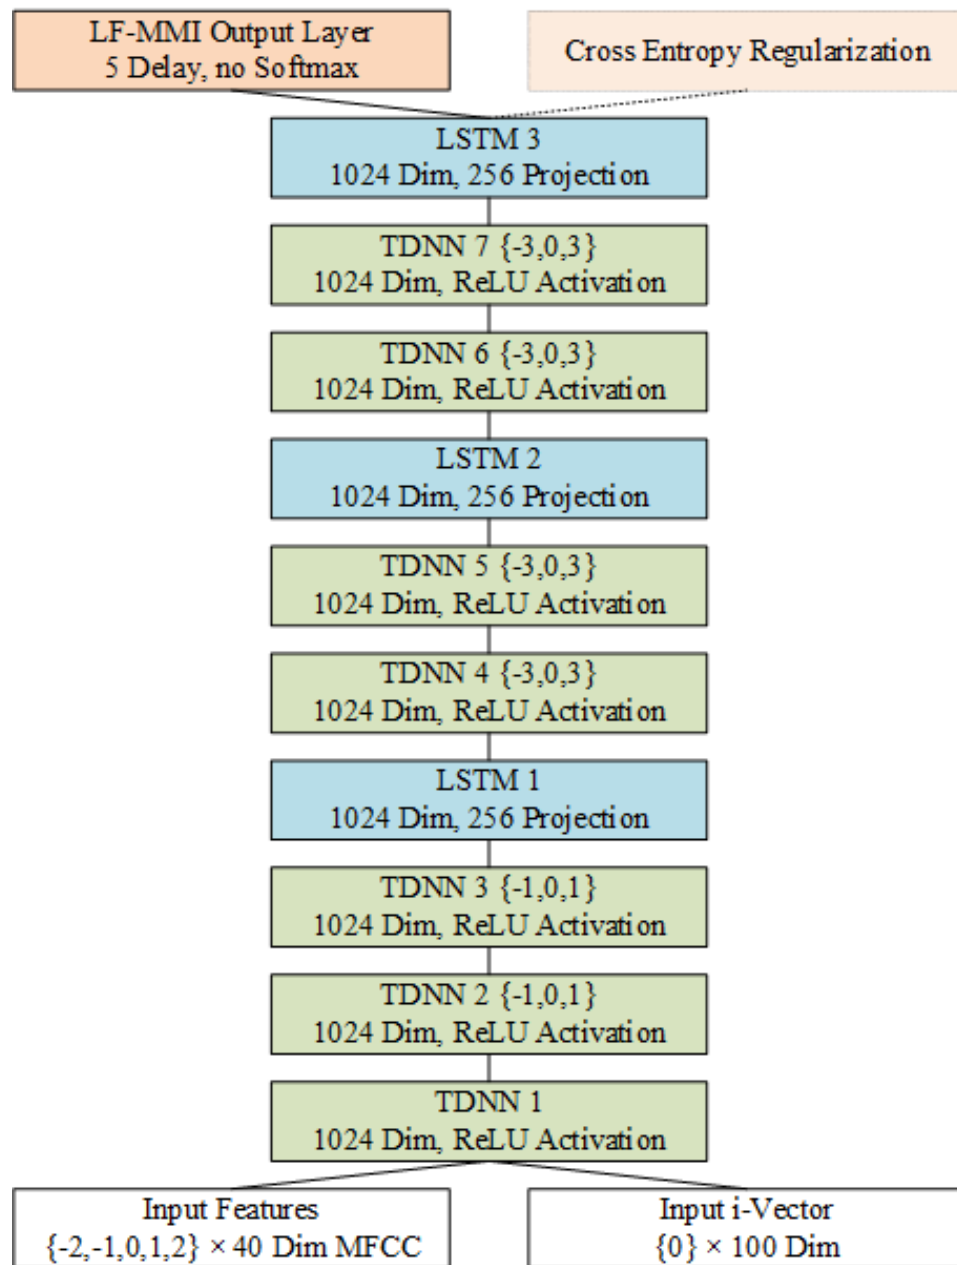 LF-MMI Output Layer
5 Delay, no Softmax
Cross Entropy Regularization
LSTM 3
1024 Dim, 256 Projection
TDNN 7 {-3,0,3}
1024 Dim, ReLU Activation
TDNN 6 {-3,0,3}
1024 Dim, ReLU Activation
LSTM 2
1024 Dim, 256 Projection
TDNN 5 {-3,0,3}
1024 Dim, ReLU Activation
TDNN 4 {-3,0,3}
1024 Dim, ReLU Activation
LSTM 1
1024 Dim, 256 Projection
TDNN 3 {-1,0,1}
1024 Dim, ReLU Activation
TDNN 2 {-1,0,1}
1024 Dim, ReLU Activation
TDNN 1
1024 Dim, ReLU Activation
Input Features
{-2,-1,0,1,2} × 40 Dim MFCC
Input i-Vector
{0} × 100 Dim